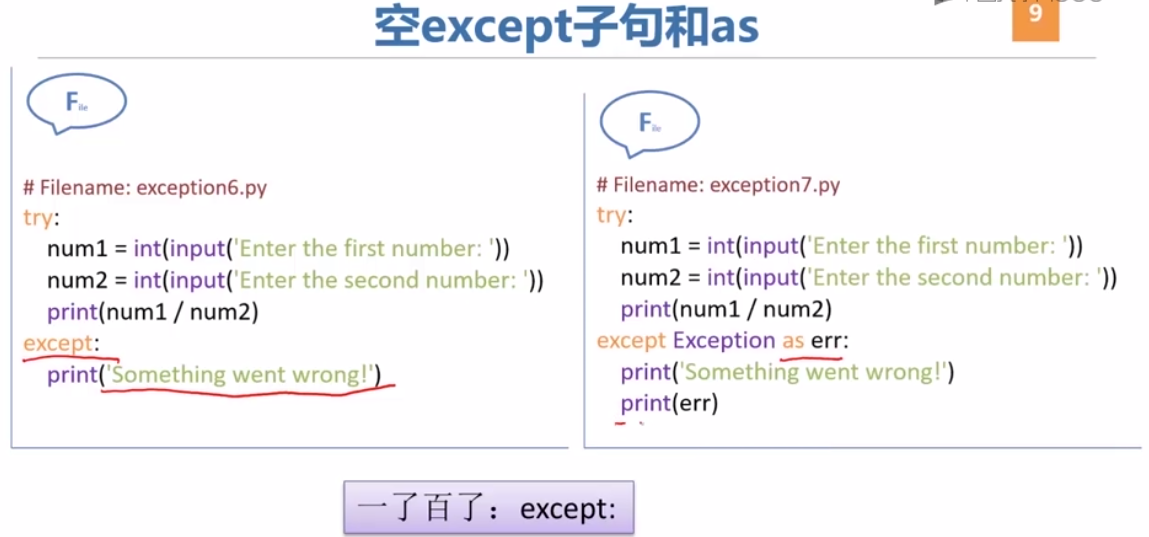 空except子句和as
9
File
# Filename: exception6.py
try:
num1 = int(input('Enter the first number: '))
num2 = int(input('Enter the second number: '))
print(num1 / num2)
except:
print('Something went wrong!')
File
# Filename: exception7.py
try:
num1 = int(input('Enter the first number: '))
num2 = int(input('Enter the second number: '))
print(num1 / num2)
except Exception as err:
print('Something went wrong!')
print(err)
一了百了：except: